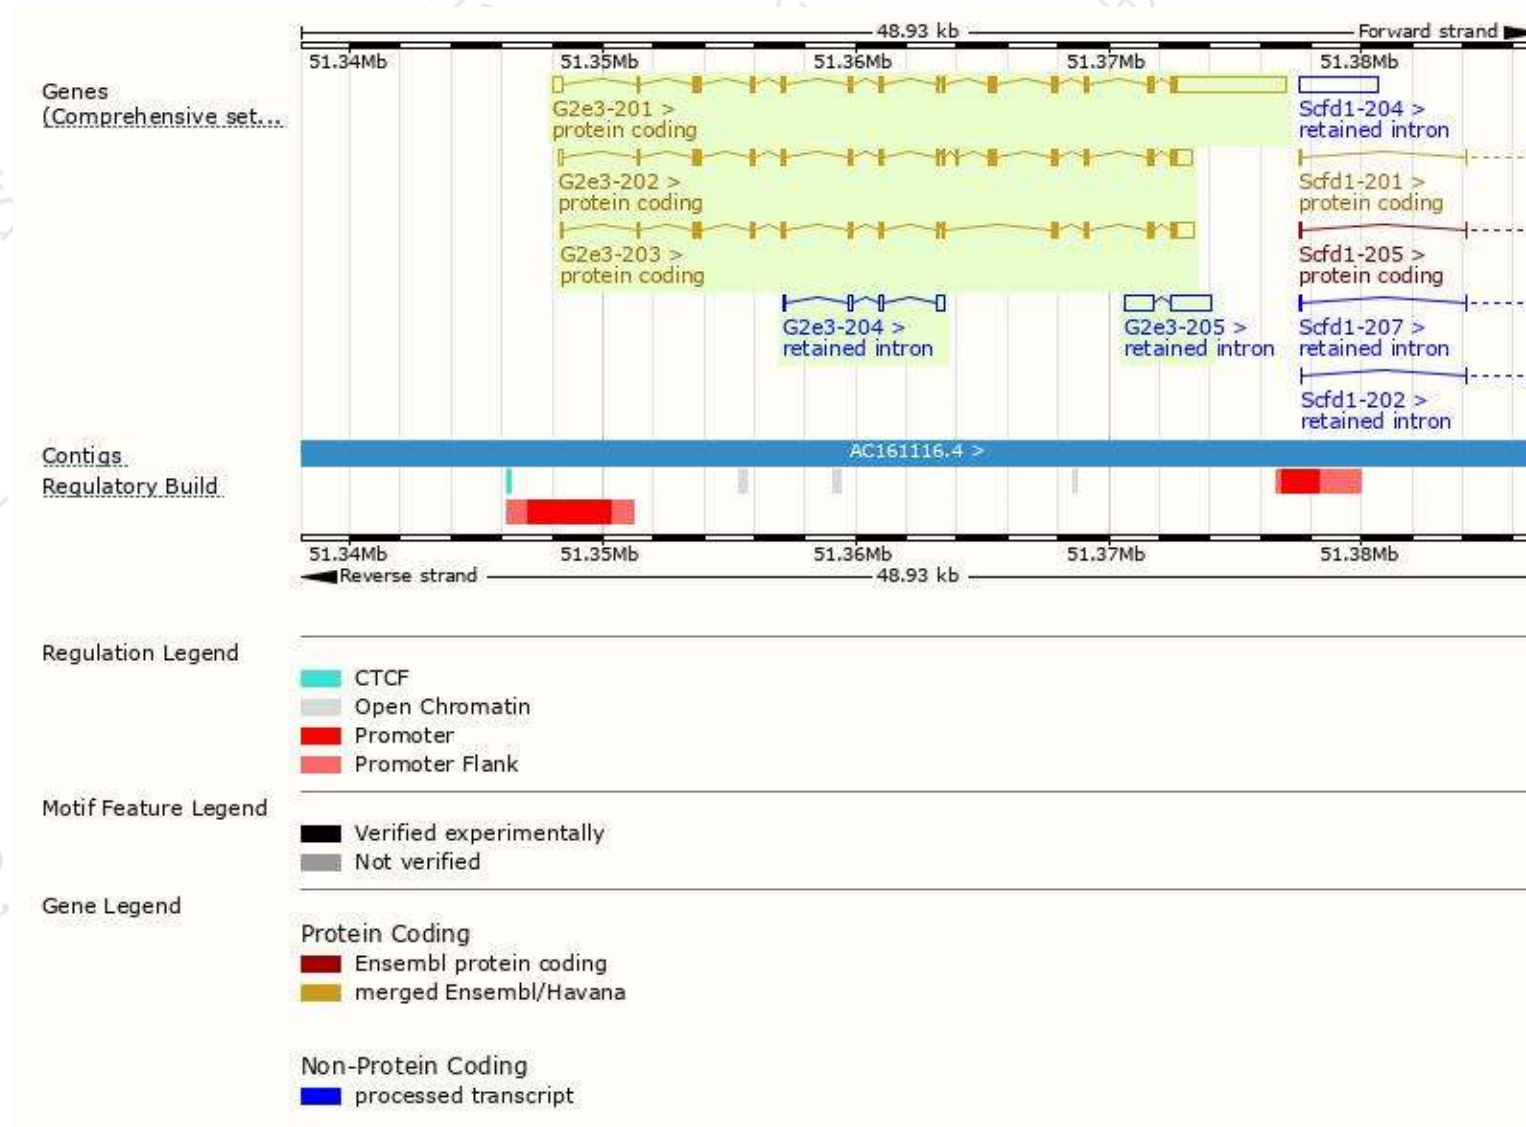 48.93 kb Forward strand
51.34Mb 51.35Mb 51.36Mb 51.37Mb 51.38Mb
Genes
(Comprehensive set...
G2e3-201 >
protein coding
Scfd1-204 >
retained intron
G2e3-202 >
protein coding
Scfd1-201 >
protein coding
G2e3-203 >
protein coding
Scfd1-205 >
protein coding
G2e3-204 >
retained intron
G2e3-205 >
retained intron
Scfd1-207 >
retained intron
Scfd1-202 >
retained intron
Contigs
AC161116.4 >
Regulatory Build
51.34Mb 51.35Mb 51.36Mb 51.37Mb 51.38Mb
Reverse strand 48.93 kb
Regulation Legend
CTCF
Open Chromatin
Promoter
Promoter Flank
Motif Feature Legend
Verified experimentally
Not verified
Gene Legend
Protein Coding
Ensembl protein coding
merged Ensembl/Havana
Non-Protein Coding
processed transcript